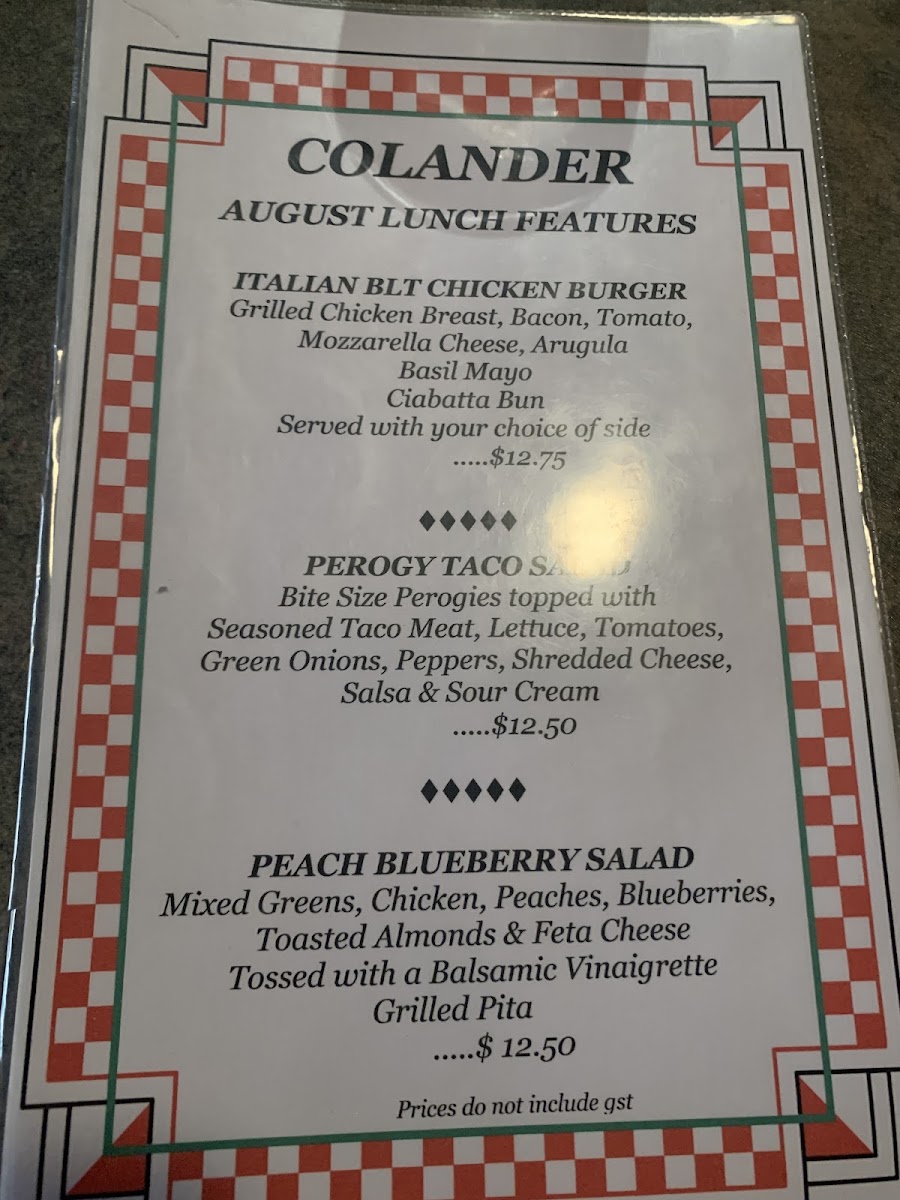 COLANDER
AUGUST LUNCH FEATURES
ITALIAN BLT CHICKEN BURGER
Grilled Chicken Breast, Bacon, Tomato,
Mozzarella Cheese, Arugula
Basil Mayo
Ciabatta Bun
Served with your choice of side
.....$12.75
PEROGY TACO SALAD
Bite Size Perogies topped with
Seasoned Taco Meat, Lettuce, Tomatoes,
Green Onions, Peppers, Shredded Cheese,
Salsa & Sour Cream
.....$12.50
PEACH BLUEBERRY SALAD
Mixed Greens, Chicken, Peaches, Blueberries,
Toasted Almonds & Feta Cheese
Tossed with a Balsamic Vinaigrette
Grilled Pita
.....$ 12.50
Prices do not include gst